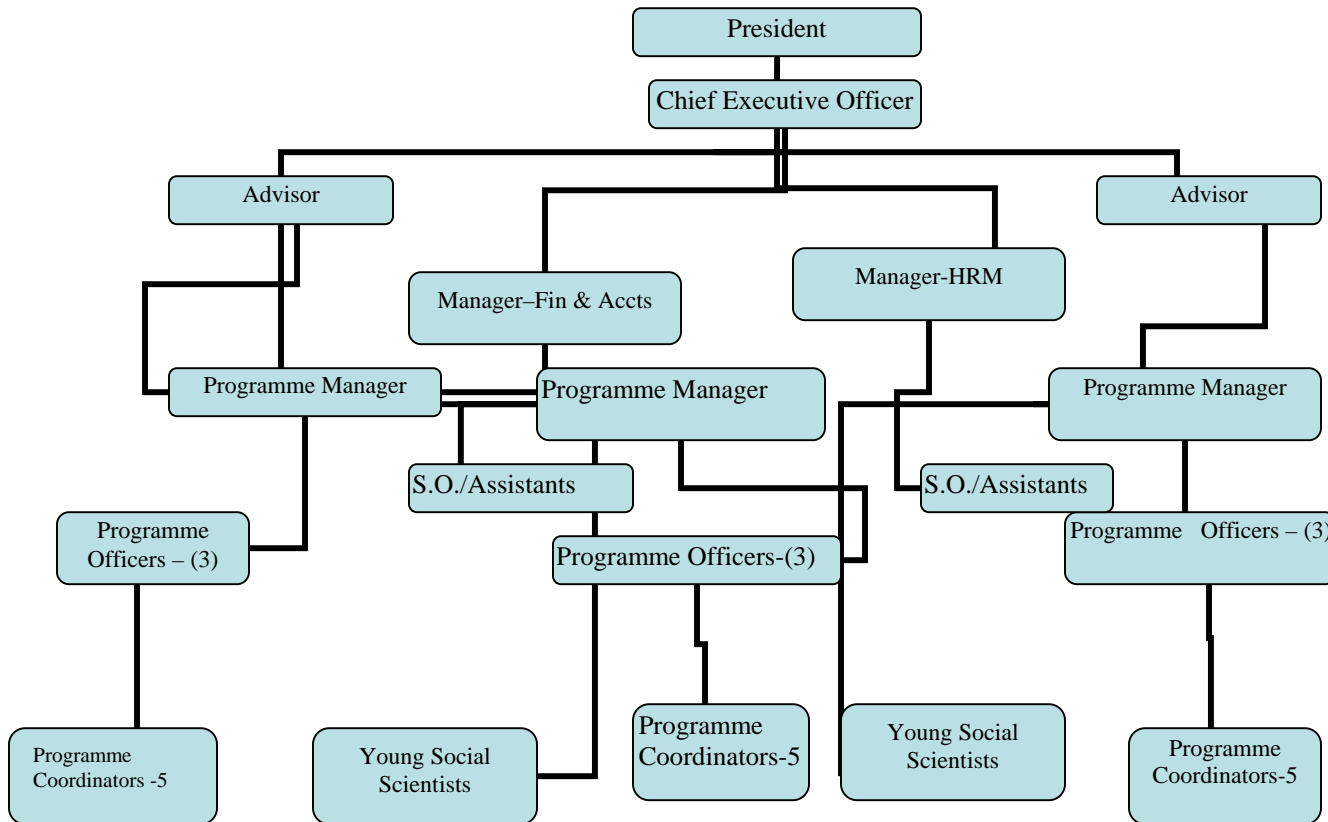 President
Chief Executive Officer
Advisor
Advisor
Manager-HRM
Manager–Fin & Accts
Programme Manager
Programme Manager
Programme Manager
S.O./Assistants
S.O./Assistants
Programme
Officers – (3)
Programme Officers-(3)
Programme Officers – (3)
Programme
Coordinators -5
Young Social
Scientists
Programme
Coordinators-5
Young Social
Scientists
Programme
Coordinators-5